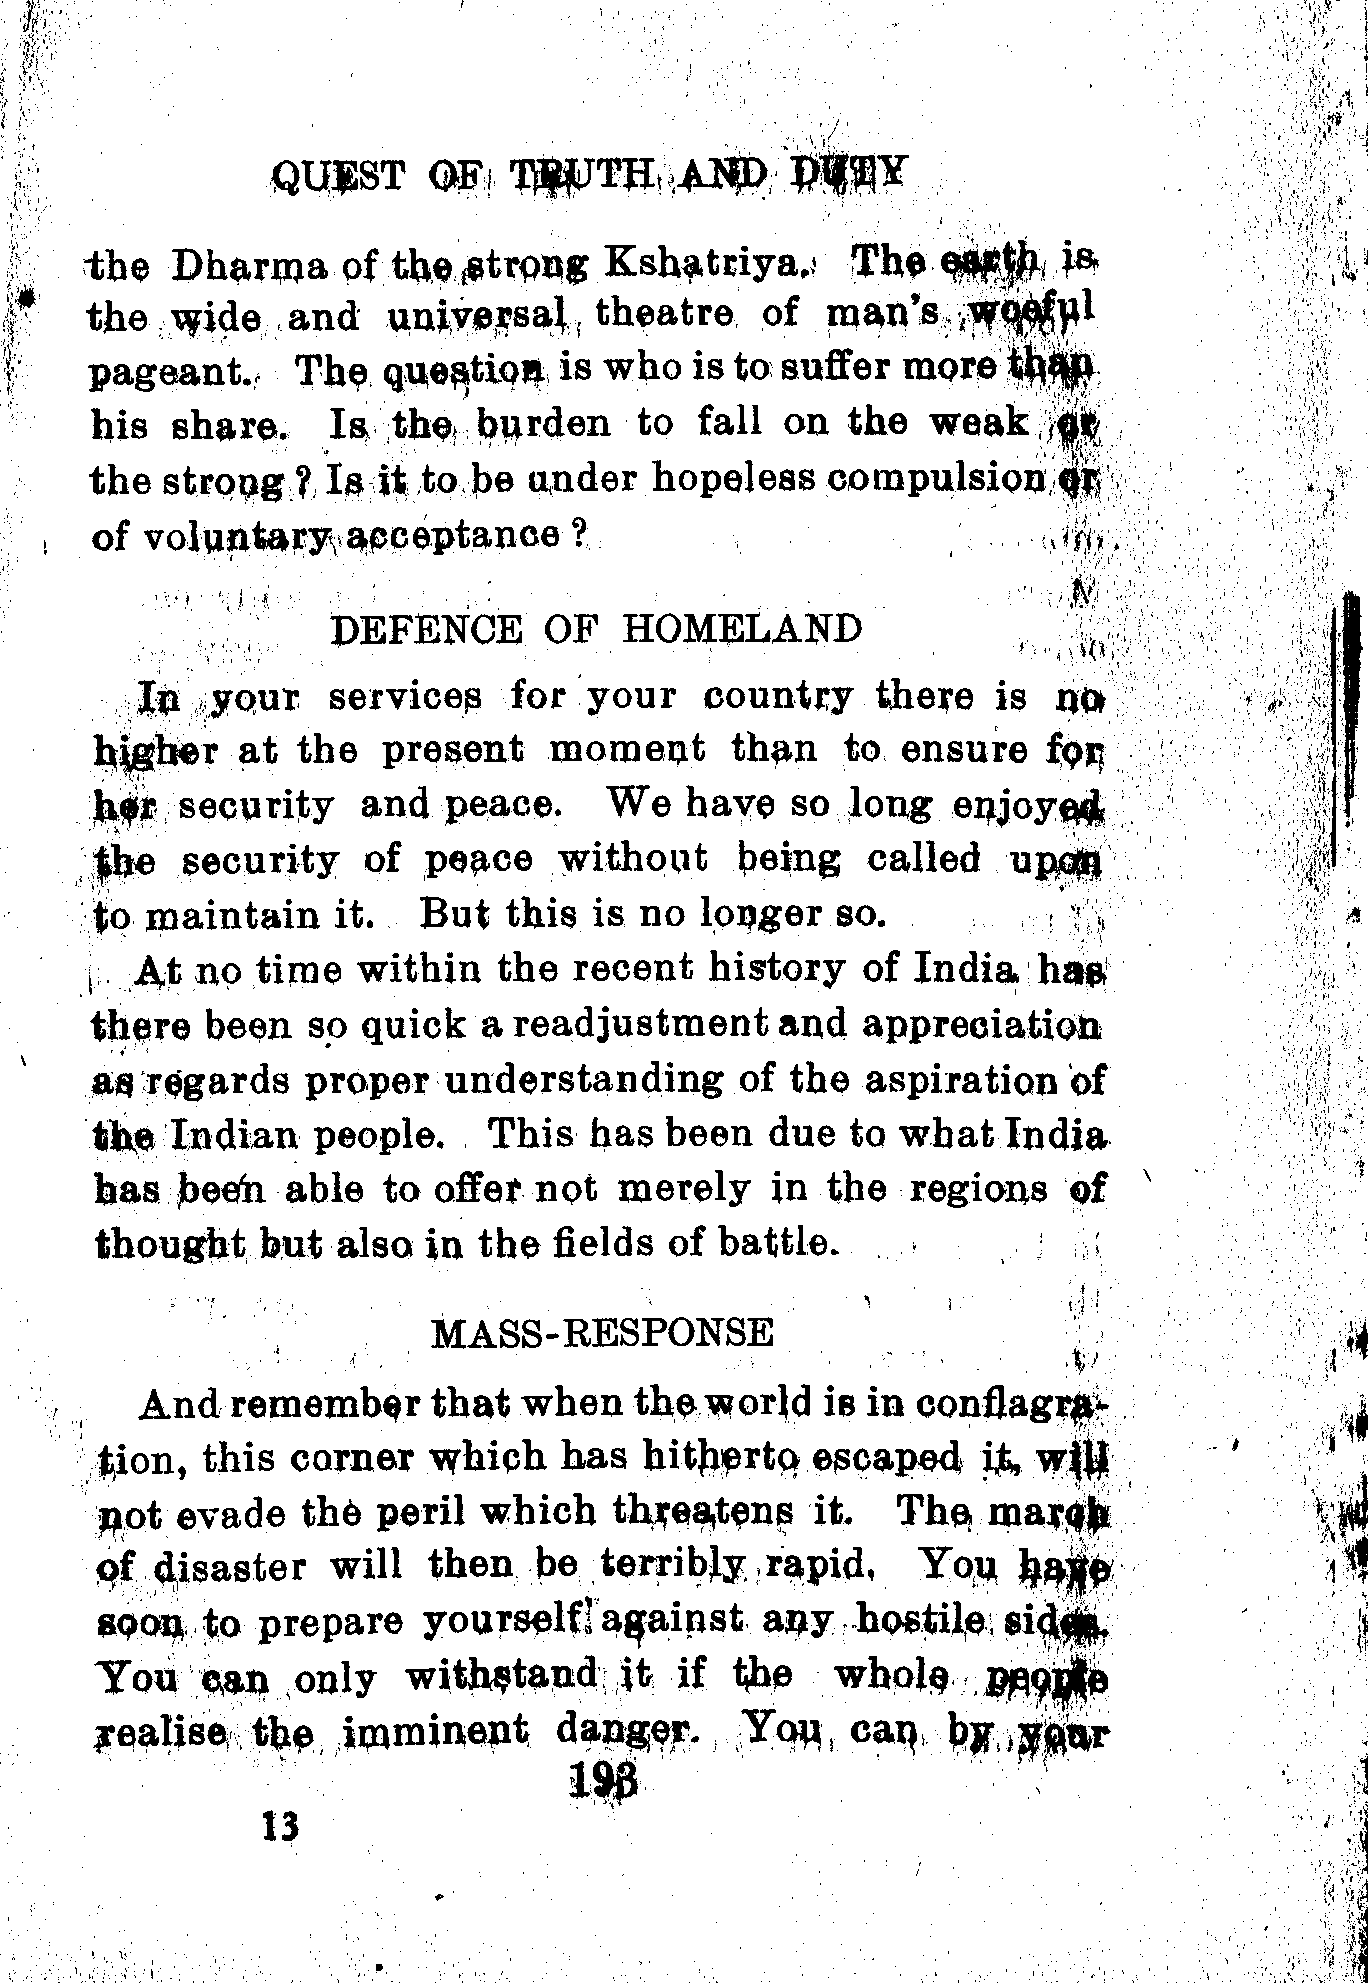 QUEST OF TRUTH AND DUTY
the Dharma of the strong Kshatriya. The earth is
the wide and universal theatre of man's woeful
pageant. The question is who is to suffer more than
his share. Is the burden to fall on the weak or
the strong? Is it to be under hopeless compulsion or
of voluntary acceptance?
DEFENCE OF HOMELAND
In your services for your country there is no
higher at the present moment than to ensure for
her security and peace. We have so long enjoyed
the security of peace without being called upon
to maintain it. But this is no longer so.
At no time within the recent history of India has
there been so quick a readjustment and appreciation
as regards proper understanding of the aspiration of
the Indian people. This has been due to what India
has been able to offer not merely in the regions of
thought but also in the fields of battle.
MASS-RESPONSE
And remember that when the world is in conflagra-
tion, this corner which has hitherto escaped it, will
not evade the peril which threatens it. The march
of disaster will then be terribly rapid. You have
soon to prepare yourself against any hostile sides.
You can only withstand it if the whole people
realise the imminent danger. You can by your
193
13